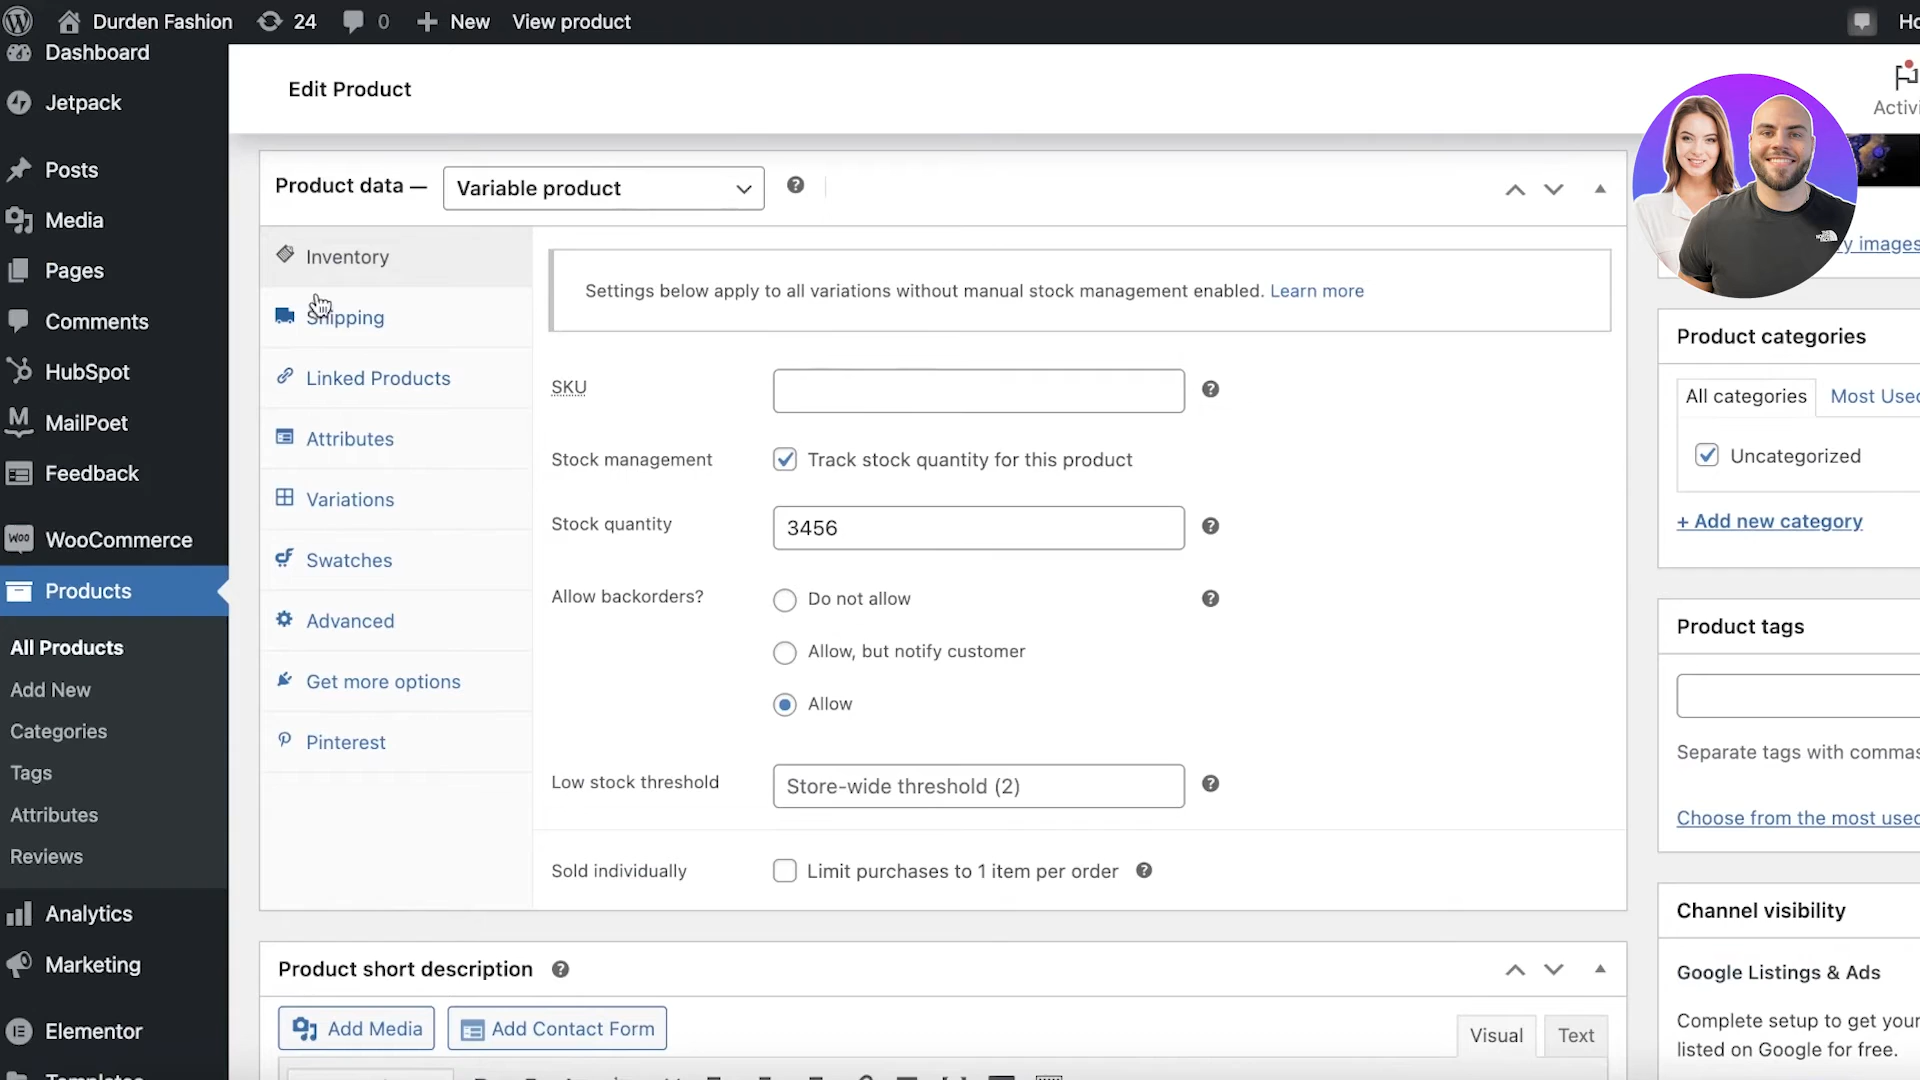 Durden Fashion 24 0 New View product Ho
Dashboard
Jetpack
Posts
Media
Pages
Comments
HubSpot
MailPoet
Feedback
WooCommerce
Products
All Products
Add New
Categories
Tags
Attributes
Reviews
Analytics
Marketing
Elementor
Templates
Edit Product
Activi
Product data — Variable product
Inventory
Shipping
Linked Products
Attributes
Variations
Swatches
Advanced
Get more options
Pinterest
Settings below apply to all variations without manual stock management enabled. Learn more
SKU
Stock management Track stock quantity for this product
Stock quantity 3456
Allow backorders? Do not allow
Allow, but notify customer
Allow
Low stock threshold Store-wide threshold (2)
Sold individually Limit purchases to 1 item per order
Product short description
Add Media Add Contact Form
Visual Text
y images
Product categories
All categories Most Used
Uncategorized
+ Add new category
Product tags
Separate tags with commas
Choose from the most used
Channel visibility
Google Listings & Ads
Complete setup to get your
listed on Google for free.